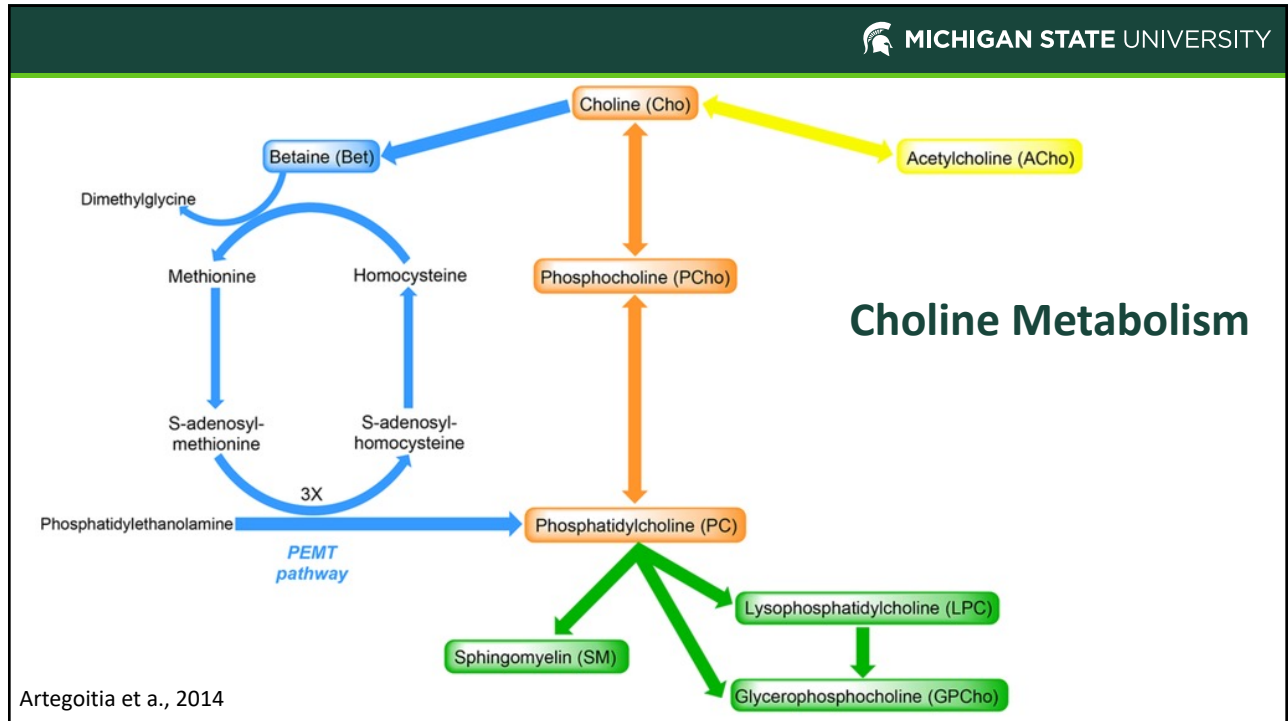 MICHIGAN STATE UNIVERSITY
Choline (Cho)
Betaine (Bet)
Acetylcholine (ACho)
Dimethylglycine
Methionine
Homocysteine
Phosphocholine (PCho)
Choline Metabolism
S-adenosyl-
methionine
S-adenosyl-
homocysteine
3X
Phosphatidylethanolamine
Phosphatidylcholine (PC)
PEMT
pathway
Lysophosphatidylcholine (LPC)
Sphingomyelin (SM)
Glycerophosphocholine (GPCho)
Artegoitia et a., 2014